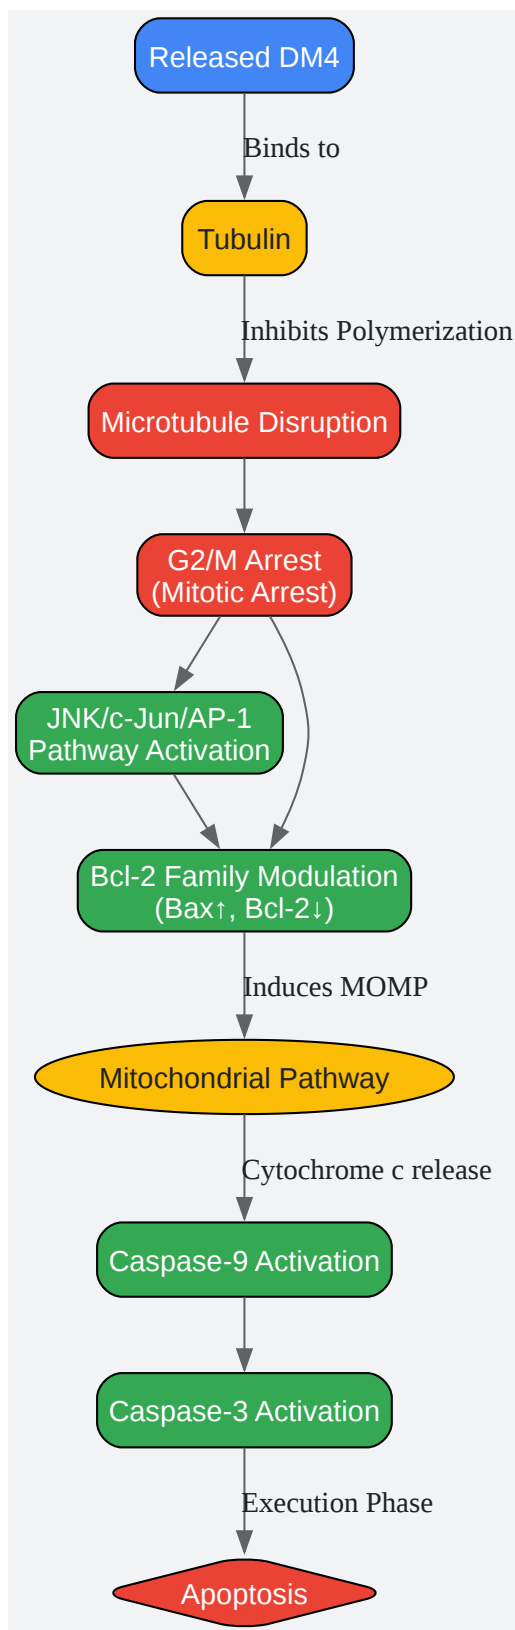 Released DM4
Binds to
Tubulin
Inhibits Polymerization
Microtubule Disruption
G2/M Arrest
(Mitotic Arrest)
JNK/c-Jun/AP-1
Pathway Activation
Bcl-2 Family Modulation
(Bax↑, Bcl-2↓)
Induces MOMP
Mitochondrial Pathway
Cytochrome c release
Caspase-9 Activation
Caspase-3 Activation
Execution Phase
Apoptosis